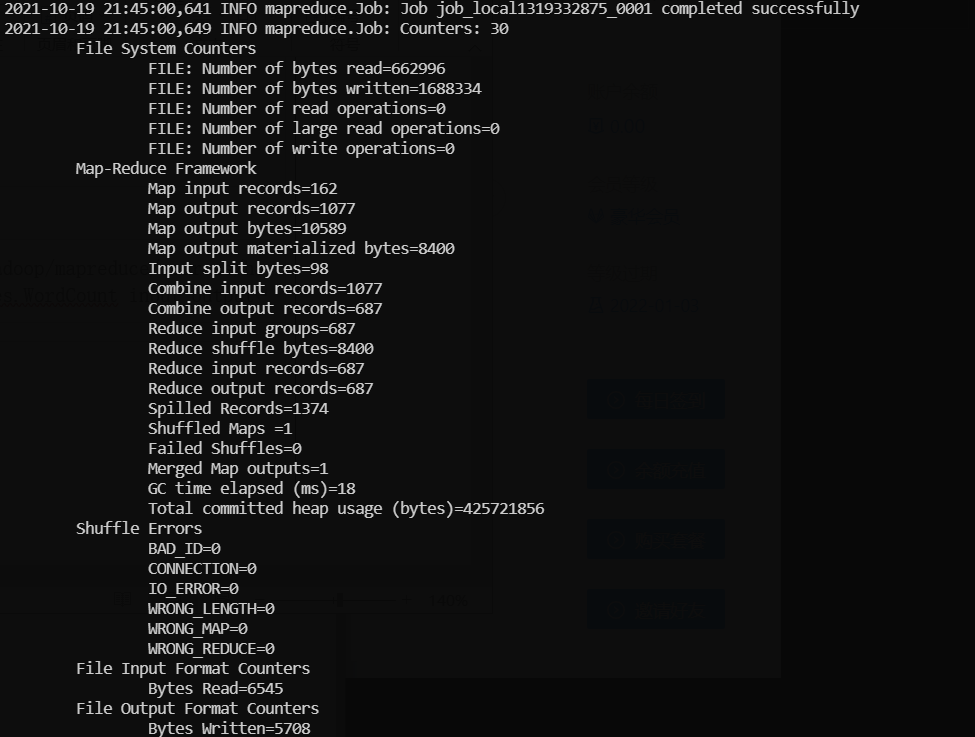 2021-10-19 21:45:00,641 INFO mapreduce.Job: Job job_local1319332875_0001 completed successfully
2021-10-19 21:45:00,649 INFO mapreduce.Job: Counters: 30
File System Counters
FILE: Number of bytes read=662996
FILE: Number of bytes written=1688334
FILE: Number of read operations=0
FILE: Number of large read operations=0
FILE: Number of write operations=0
Map-Reduce Framework
Map input records=162
Map output records=1077
Map output bytes=10589
Map output materialized bytes=8400
Input split bytes=98
Combine input records=1077
Combine output records=687
Reduce input groups=687
Reduce shuffle bytes=8400
Reduce input records=687
Reduce output records=687
Spilled Records=1374
Shuffled Maps =1
Failed Shuffles=0
Merged Map outputs=1
GC time elapsed (ms)=18
Total committed heap usage (bytes)=425721856
Shuffle Errors
BAD_ID=0
CONNECTION=0
IO_ERROR=0
WRONG_LENGTH=0
WRONG_MAP=0
WRONG_REDUCE=0
File Input Format Counters
Bytes Read=6545
File Output Format Counters
Bytes Written=5708